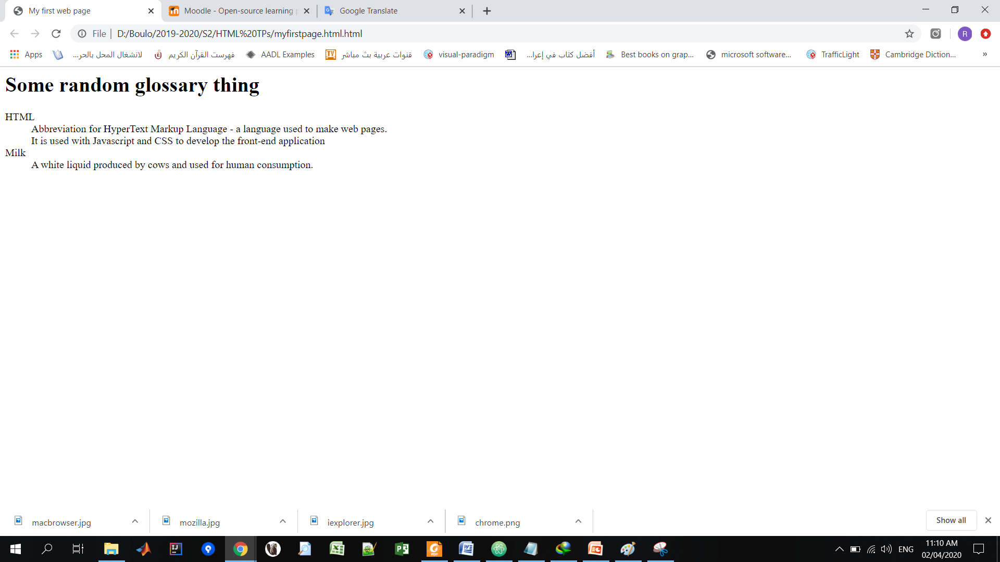 My first web page
Moodle - Open-source learning
Google Translate
File
D:/Boulo/2019-2020/S2/HTML%20TPs/myfirstpage.html.html
R
Apps
لانشغال المحل بالحر...
فهرست القرآن الكريم
AADL Examples
قنوات عربية بث مباشر
visual-paradigm
أفضل كتاب في إعرا...
Best books on grap...
microsoft software...
TrafficLight
Cambridge Diction...
»
Some random glossary thing
HTML
Abbreviation for HyperText Markup Language - a language used to make web pages.
It is used with Javascript and CSS to develop the front-end application
Milk
A white liquid produced by cows and used for human consumption.
macbrowser.jpg
mozilla.jpg
iexplorer.jpg
chrome.png
Show all
ENG
11:10 AM
02/04/2020